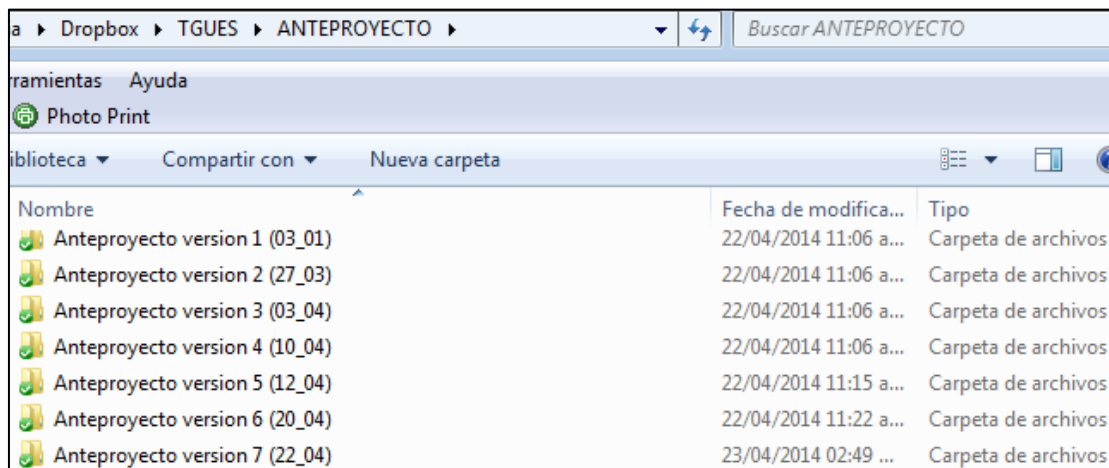 a ▸ Dropbox ▸ TGUES ▸ ANTEPROYECTO ▸ Buscar ANTEPROYECTO
rramientas Ayuda
Photo Print
iblioteca Compartir con Nueva carpeta
Nombre Fecha de modifica... Tipo
Anteproyecto version 1 (03_01) 22/04/2014 11:06 a... Carpeta de archivos
Anteproyecto version 2 (27_03) 22/04/2014 11:06 a... Carpeta de archivos
Anteproyecto version 3 (03_04) 22/04/2014 11:06 a... Carpeta de archivos
Anteproyecto version 4 (10_04) 22/04/2014 11:06 a... Carpeta de archivos
Anteproyecto version 5 (12_04) 22/04/2014 11:15 a... Carpeta de archivos
Anteproyecto version 6 (20_04) 22/04/2014 11:22 a... Carpeta de archivos
Anteproyecto version 7 (22_04) 23/04/2014 02:49 ... Carpeta de archivos